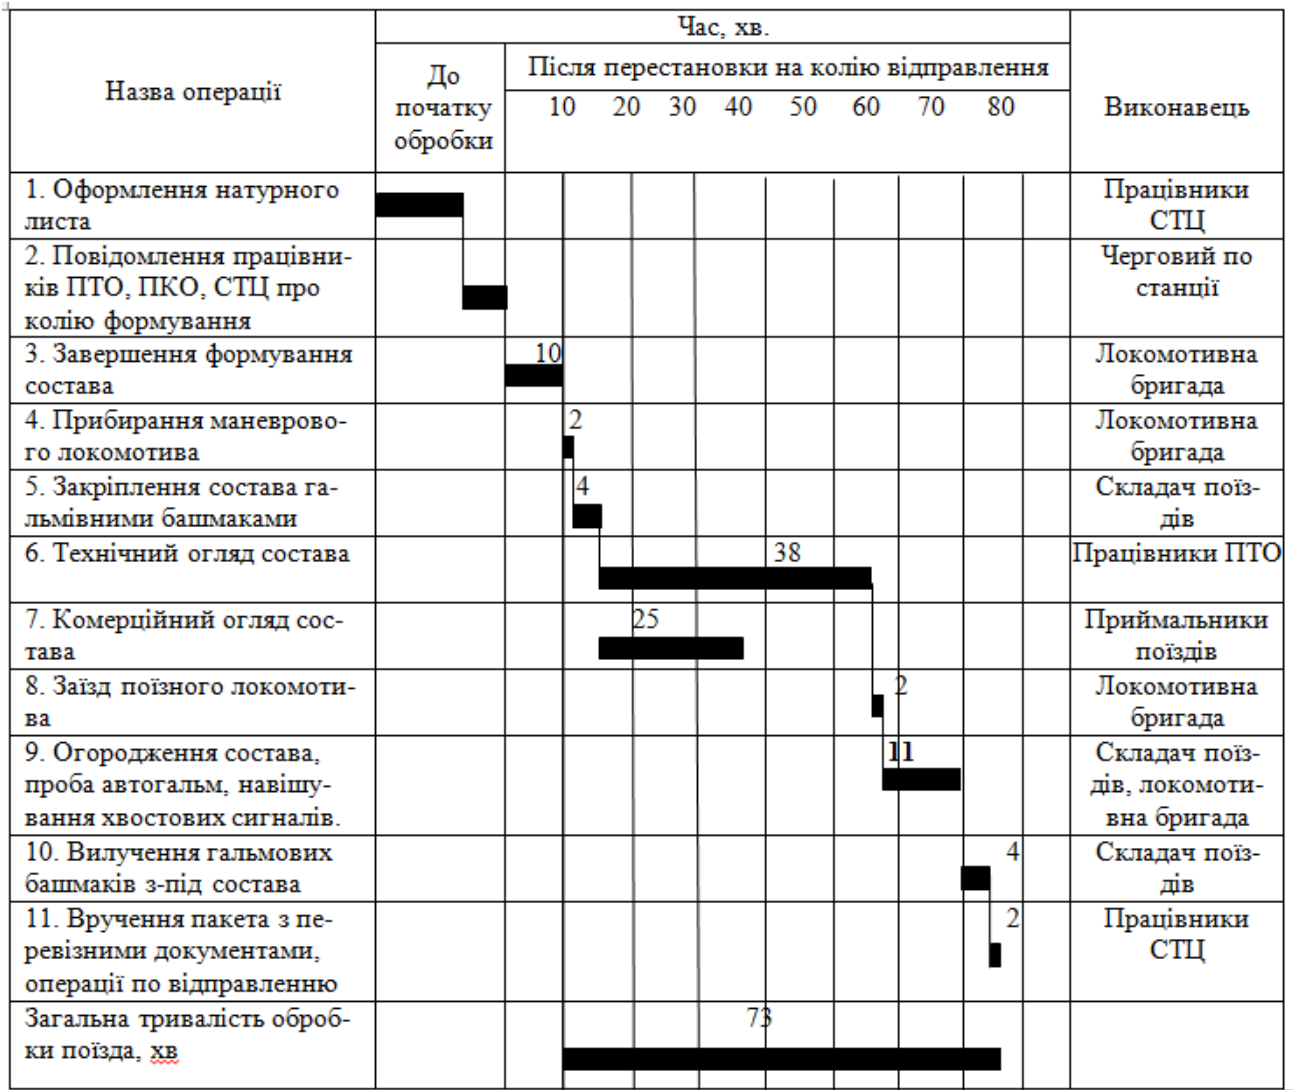 Назва операції
Час, хв.
До
початку
обробки
Після перестановки на колію відправлення
10 20 30 40 50 60 70 80
Виконавець
1. Оформлення натурного
листа
Працівники
СТЦ
2. Повідомлення працівни-
ків ПТО, ПКО, СТЦ про
колію формування
Черговий по
станції
3. Завершення формування
состава
10
Локомотивна
бригада
4. Прибирання маневрово-
го локомотива
2
Локомотивна
бригада
5. Закріплення состава га-
льмівними башмаками
4
Складач поїз-
дів
6. Технічний огляд состава
38
Працівники ПТО
7. Комерційний огляд сос-
тава
25
Приймальники
поїздів
8. Заїзд поїзного локомоти-
ва
2
Локомотивна
бригада
9. Огородження состава,
проба автогальм, навішу-
вання хвостових сигналів.
11
Складач поїз-
дів, локомоти-
вна бригада
10. Вилучення гальмових
башмаків з-під состава
4
Складач поїз-
дів
11. Вручення пакета з пе-
ревізними документами,
операції по відправленню
2
Працівники
СТЦ
Загальна тривалість оброб-
ки поїзда, хв
73